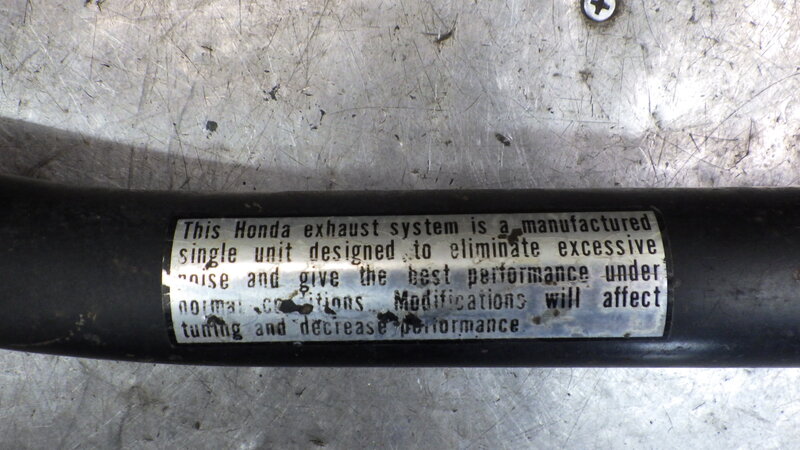 This Honda exhaust system is a manufactured
single unit designed to eliminate excessive
noise and give the best performance under
normal conditions Modifications will affect
tuning and decrease performance